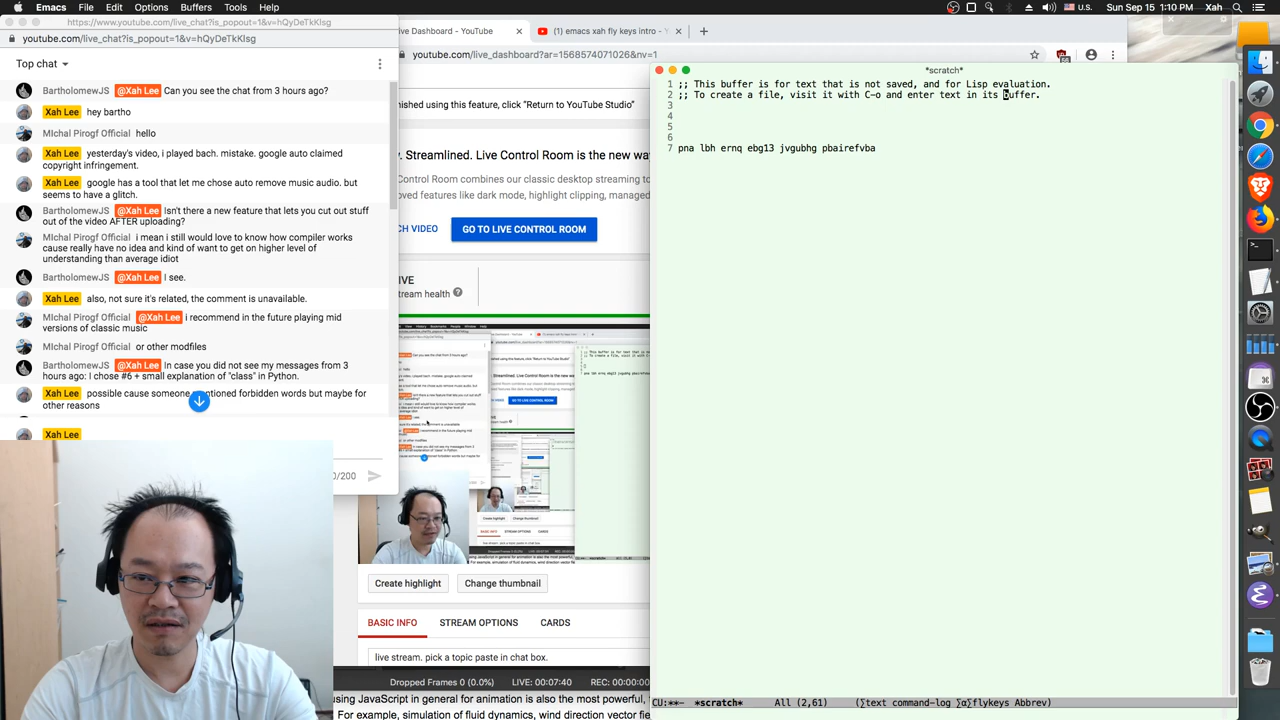 Emacs File Edit Options Buffers Tools Help
Sun Sep 15 1:10 PM Xah
https://www.youtube.com/live_chat?is_popout=1&v=hQyDeTkKIsg
youtube.com/live_chat?is_popout=1&v=hQyDeTkKIsg
Top chat
BartholomewJS @Xah Lee Can you see the chat from 3 hours ago?
Xah Lee hey bartho
MIchal Pirogf Official hello
Xah Lee yesterday's video, i played bach. mistake. google auto claimed
copyright infringement.
Xah Lee google has a tool that let me chose auto remove music audio. but
seems to have a glitch.
BartholomewJS @Xah Lee Isn't there a new feature that lets you cut out stuff
out of the video AFTER uploading?
MIchal Pirogf Official i mean i still would love to know how compiler works
cause really have no idea and kind of want to get on higher level of
understanding than average idiot
BartholomewJS @Xah Lee I see.
Xah Lee also, not sure it's related, the comment is unavailable.
MIchal Pirogf Official @Xah Lee i recommend in the future playing mid
versions of classic music
MIchal Pirogf Official or other modfiles
BartholomewJS @Xah Lee In case you did not see my messages from 3
hours ago: I chose #6 + small explanation of "class" in Python.
Xah Lee possible cause someone
forbidden words but maybe for
other reasons
Xah Lee
0/200
live Dashboard - YouTube
(1) emacs xah fly keys intro -
youtube.com/live_dashboard?ar=1568574071026&nv=1
nished using this feature, click "Return to YouTube Studio"
y. Streamlined. Live Control Room is the new wa
Control Room combines our classic desktop streaming to
oved features like dark mode, highlight clipping, managed
CH VIDEO
GO TO LIVE CONTROL ROOM
IVE
stream health
Create highlight
Change thumbnail
BASIC INFO
STREAM OPTIONS
CARDS
live stream. pick a topic paste in chat box.
Dropped Frames 0 (0.0%) LIVE: 00:07:40 REC: 00:00:00
using JavaScript in general for animation is also the most powerful,
For example, simulation of fluid dynamics, wind direction vector fie
*scratch*
1 ;; This buffer is for text that is not saved, and for Lisp evaluation.
2 ;; To create a file, visit it with C-o and enter text in its buffer.
3
4
5
6
7 pna lbh ernq ebg13 jvgubhg pbairefvba
CU:**- *scratch* All (2,61) (∑text command-log ∑α⌠flykeys Abbrev)